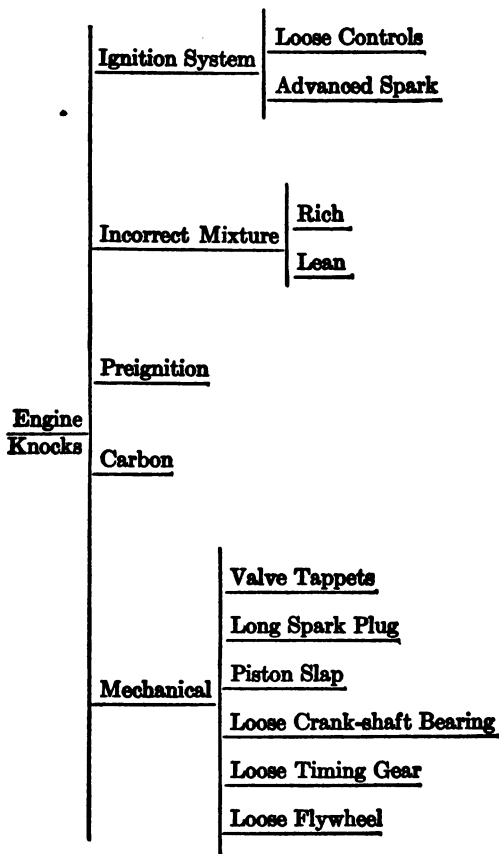 Ignition System
Loose Controls
Advanced Spark
Incorrect Mixture
Rich
Lean
Preignition
Engine
Knocks
Carbon
Mechanical
Valve Tappets
Long Spark Plug
Piston Slap
Loose Crank-shaft Bearing
Loose Timing Gear
Loose Flywheel